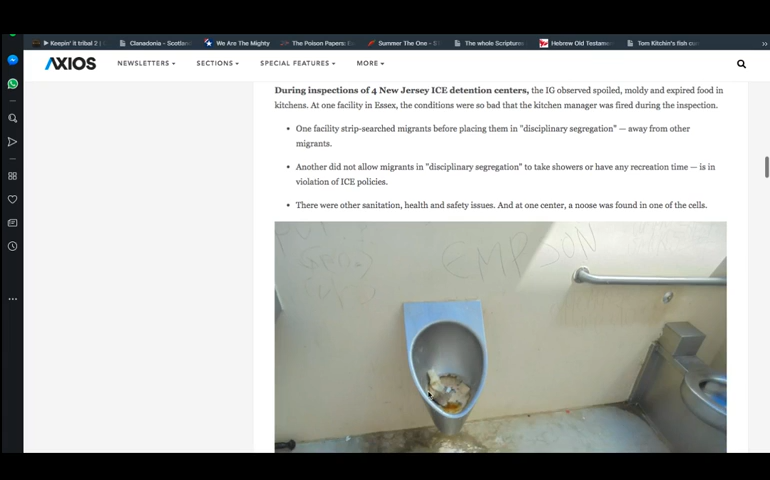 ▶ Keepin' it tribal 2 |
Clanadonia - Scotlan
We Are The Mighty
The Poison Papers: E
Summer The One - E
The whole Scripture
Hebrew Old Testame
Tom Kitchin's fish co
»
AXIOS
NEWSLETTERS
SECTIONS
SPECIAL FEATURES
MORE
During inspections of 4 New Jersey ICE detention centers, the IG observed spoiled, moldy and expired food in
kitchens. At one facility in Essex, the conditions were so bad that the kitchen manager was fired during the inspection.
• One facility strip-searched migrants before placing them in "disciplinary segregation" — away from other
migrants.
• Another did not allow migrants in "disciplinary segregation" to take showers or have any recreation time — is in
violation of ICE policies.
• There were other sanitation, health and safety issues. And at one center, a noose was found in one of the cells.
EMPSON